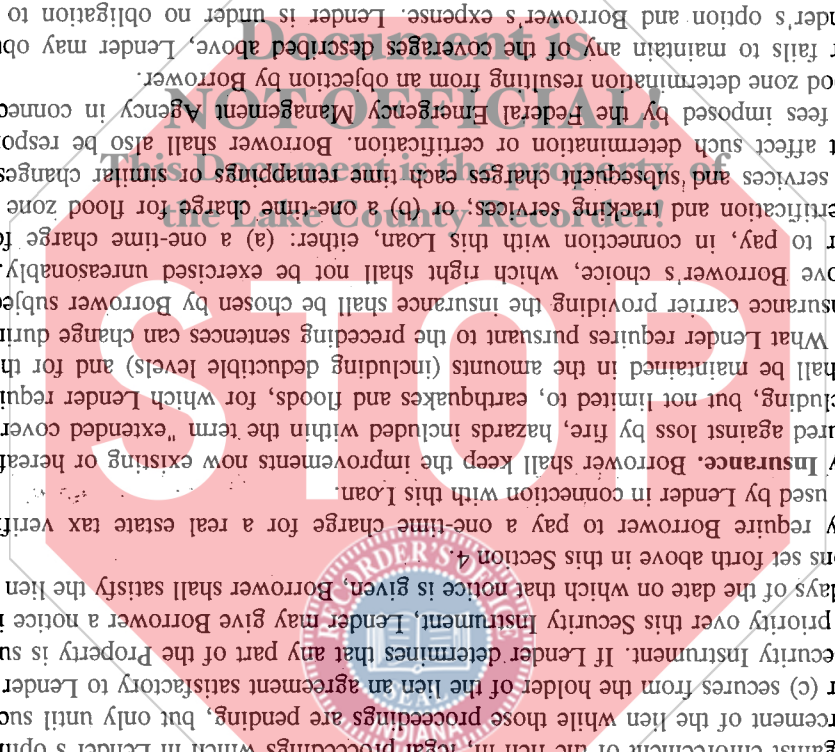 gainst enforcement of the lien in, legal proceedings which in Lender's opin
rcement of the lien while those proceedings are pending, but only until suc
r (c) secures from the holder of the lien an agreement satisfactory to Lender
ecurity Instrument. If Lender determines that any part of the Property is su
priority over this Security Instrument, Lender may give Borrower a notice i
days of the date on which that notice is given, Borrower shall satisfy the lien
ons set forth above in this Section 4.
y require Borrower to pay a one-time charge for a real estate tax verifi
used by Lender in connection with this Loan.
y Insurance. Borrower shall keep the improvements now existing or hereaf
ured against loss by fire, hazards included within the term "extended cover
cluding, but not limited to, earthquakes and floods, for which Lender requi
hall be maintained in the amounts (including deductible levels) and for th
What Lender requires pursuant to the preceding sentences can change durin
nsurance carrier providing the insurance shall be chosen by Borrower subje
ove Borrower's choice, which right shall not be exercised unreasonably.
r to pay, in connection with this Loan, either: (a) a one-time charge fo
ertification and tracking services; or (b) a one-time charge for flood zone
services and subsequent charges each time remappings or similar changes
t affect such determination or certification. Borrower shall also be respo
fees imposed by the Federal Emergency Management Agency in connec
od zone determination resulting from an objection by Borrower.
r fails to maintain any of the coverages described above, Lender may ob
nder's option and Borrower's expense. Lender is under no obligation to
Document is
NOT OFFICIAL!
This Document is the property of
the Lake County Recorder!
STOP
RECORDER'S OFFICE
SEAL
INDIANA